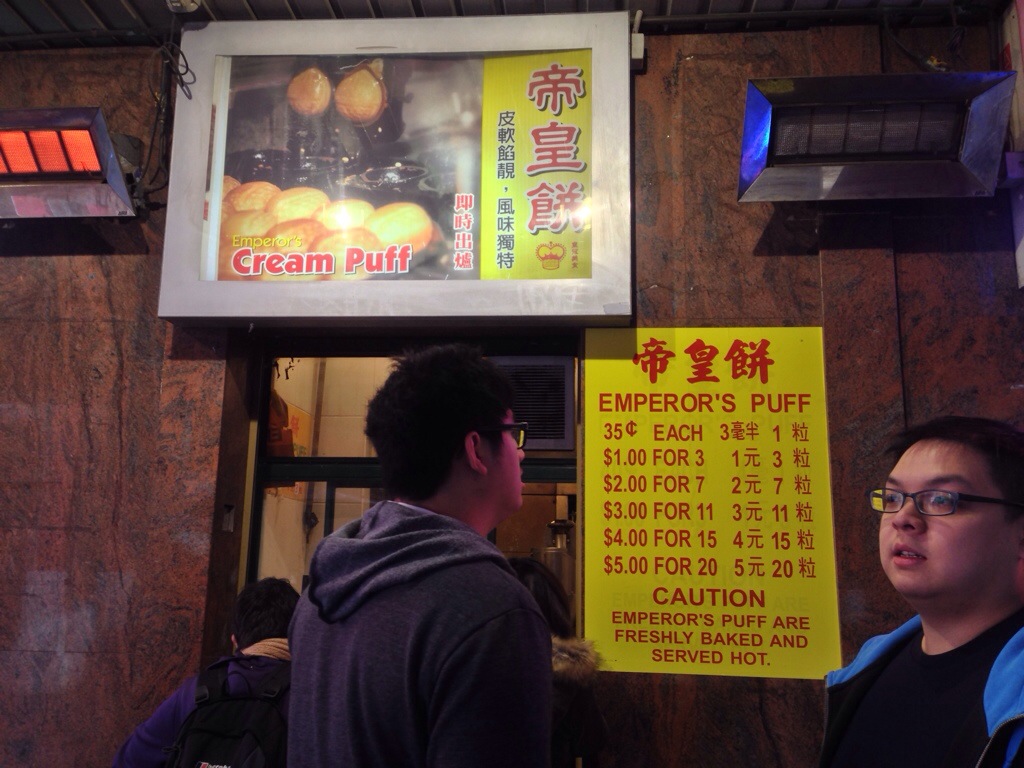 帝皇餅
皮軟餡靚，風味獨特
即時出爐
Emperor's
Cream Puff
帝皇餅
EMPEROR'S PUFF
35¢ EACH 3毫半 1 粒
$1.00 FOR 3 1元 3 粒
$2.00 FOR 7 2元 7 粒
$3.00 FOR 11 3元 11 粒
$4.00 FOR 15 4元 15 粒
$5.00 FOR 20 5元 20 粒
CAUTION
EMPEROR'S PUFF ARE
FRESHLY BAKED AND
SERVED HOT.